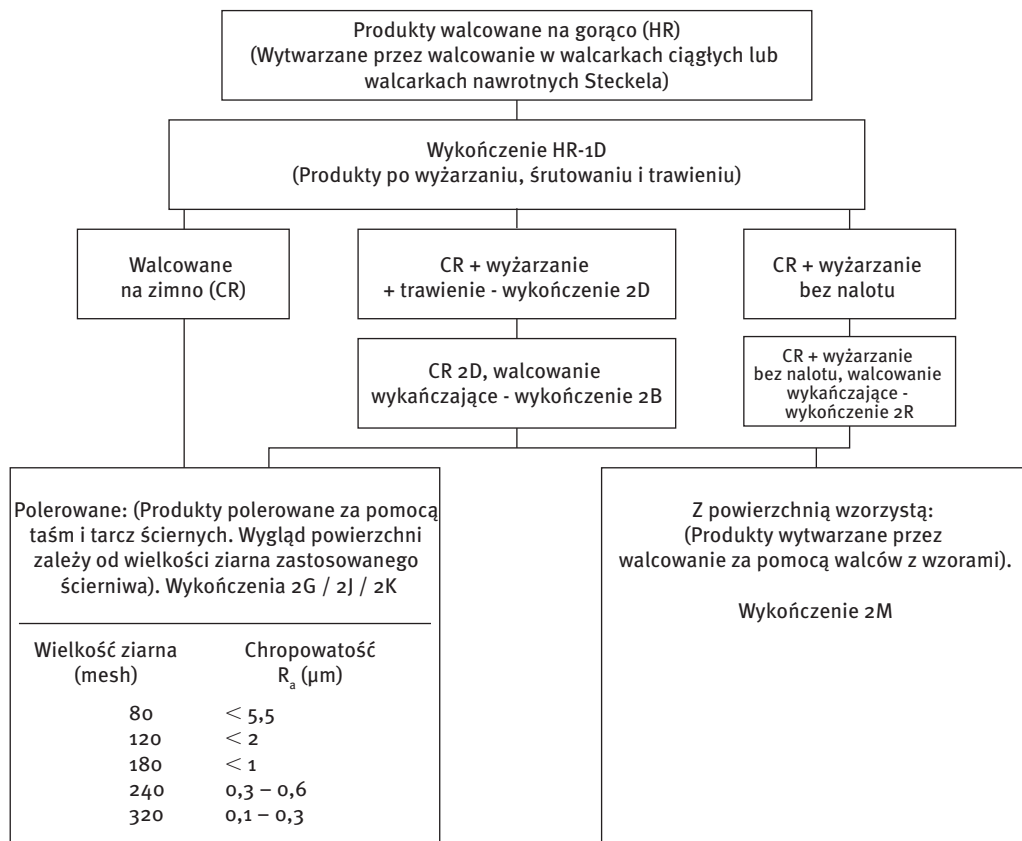 Produkty walcowane na gorąco (HR)
(Wytwarzane przez walcowanie w walcarkach ciągłych lub
walcarkach nawrotnych Steckela)
Wykończenie HR-1D
(Produkty po wyżarzaniu, śrutowaniu i trawieniu)
Walcowane
na zimno (CR)
CR + wyżarzanie
+ trawienie - wykończenie 2D
CR + wyżarzanie
bez nalotu
CR 2D, walcowanie
wykańczające - wykończenie 2B
CR + wyżarzanie
bez nalotu, walcowanie
wykańczające -
wykończenie 2R
Polerowane: (Produkty polerowane za pomocą
taśm i tarcz ściernych. Wygląd powierzchni
zależy od wielkości ziarna zastosowanego
ścierniwa). Wykończenia 2G / 2J / 2K
Wielkość ziarna Chropowatość
(mesh) Ra (µm)
80 < 5,5
120 < 2
180 < 1
240 0,3 – 0,6
320 0,1 – 0,3
Z powierzchnią wzorzystą:
(Produkty wytwarzane przez
walcowanie za pomocą walców z wzorami).
Wykończenie 2M